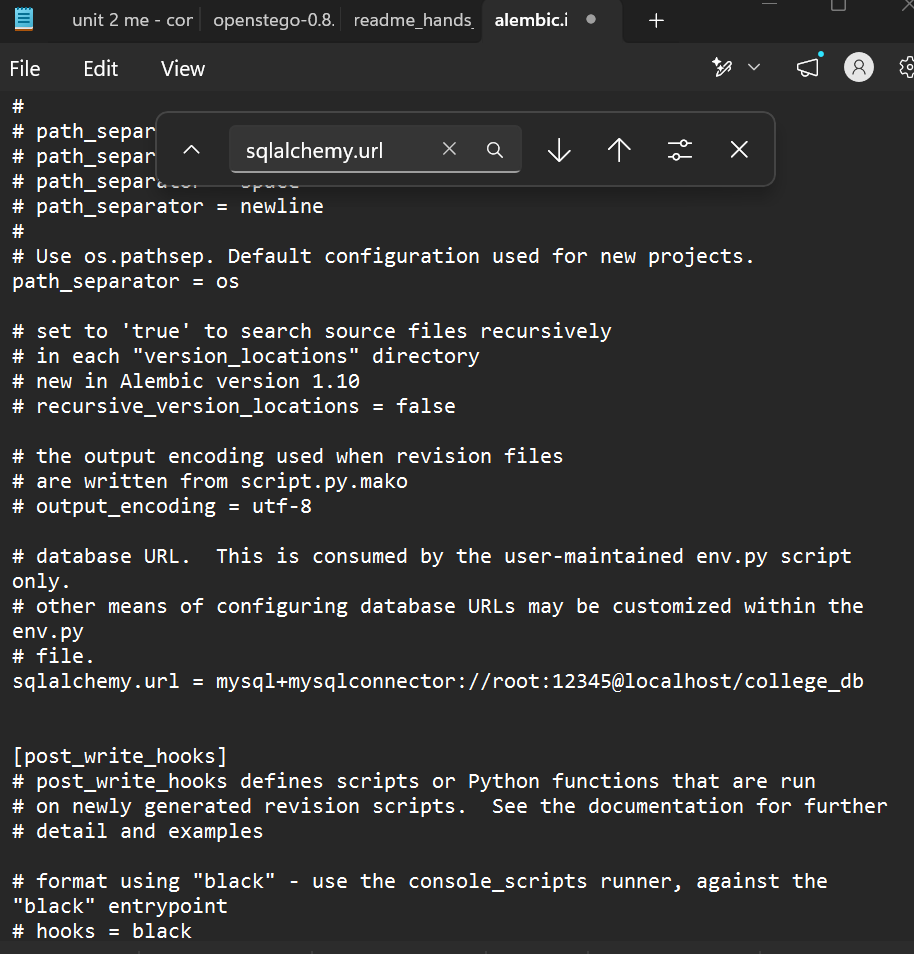 unit 2 me - cor
openstego-0.8.
readme_hands_
alembic.i
File Edit View
sqlalchemy.url
#
# path_separ
# path_separ
# path_separator = space
# path_separator = newline
#
# Use os.pathsep. Default configuration used for new projects.
path_separator = os
# set to 'true' to search source files recursively
# in each "version_locations" directory
# new in Alembic version 1.10
# recursive_version_locations = false
# the output encoding used when revision files
# are written from script.py.mako
# output_encoding = utf-8
# database URL.  This is consumed by the user-maintained env.py script
only.
# other means of configuring database URLs may be customized within the
env.py
# file.
sqlalchemy.url = mysql+mysqlconnector://root:12345@localhost/college_db
[post_write_hooks]
# post_write_hooks defines scripts or Python functions that are run
# on newly generated revision scripts.  See the documentation for further
# detail and examples
# format using "black" - use the console_scripts runner, against the
"black" entrypoint
# hooks = black